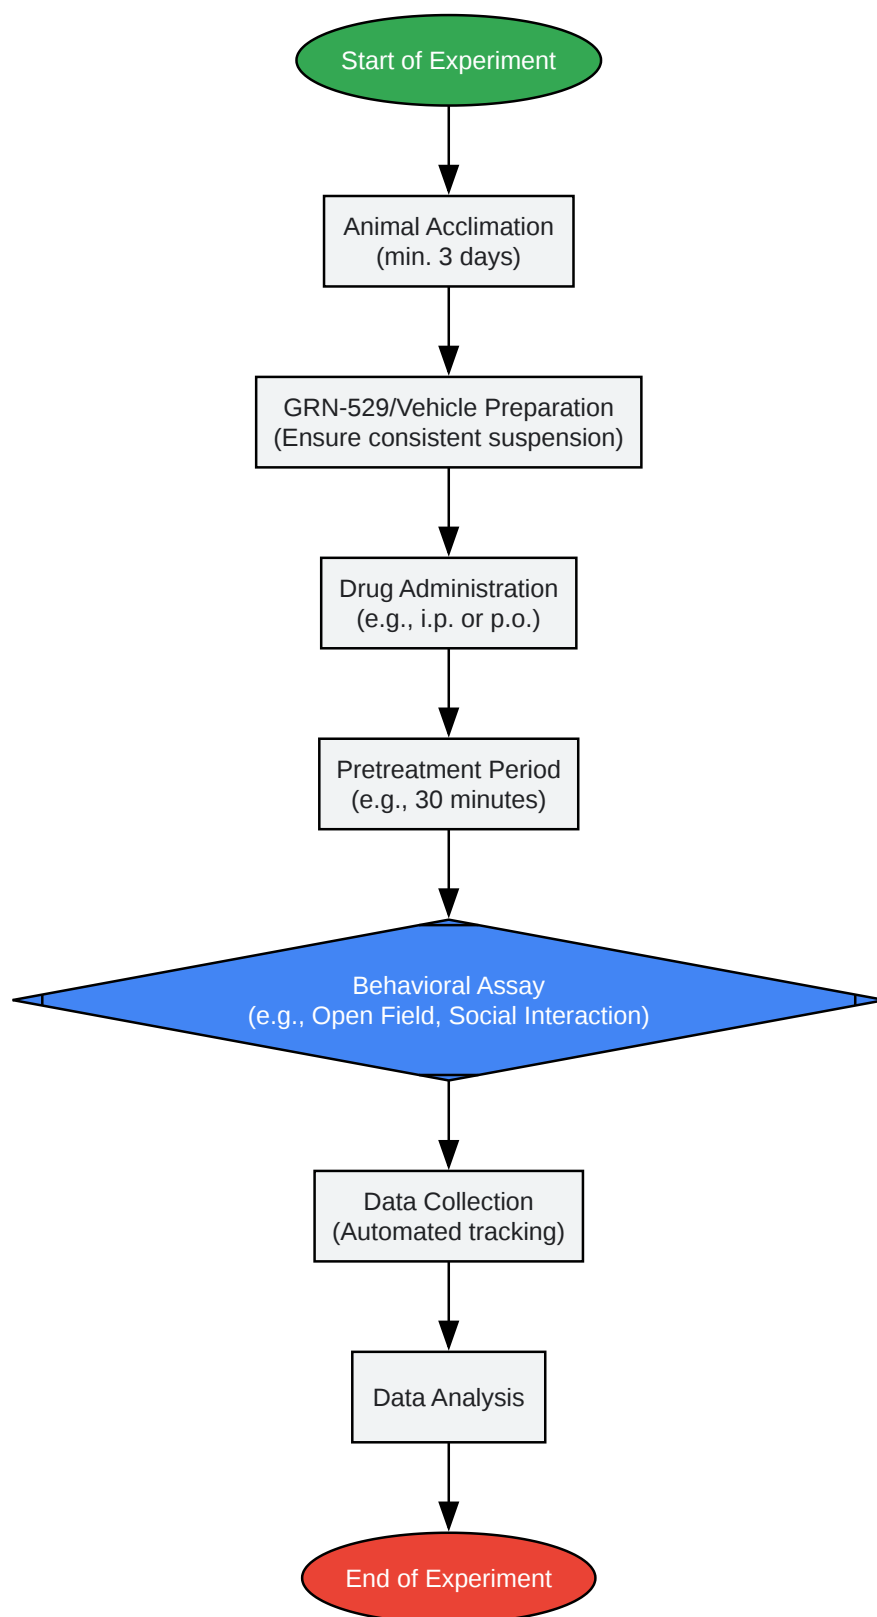 Start of Experiment
Animal Acclimation
(min. 3 days)
GRN-529/Vehicle Preparation
(Ensure consistent suspension)
Drug Administration
(e.g., i.p. or p.o.)
Pretreatment Period
(e.g., 30 minutes)
Behavioral Assay
(e.g., Open Field, Social Interaction)
Data Collection
(Automated tracking)
Data Analysis
End of Experiment